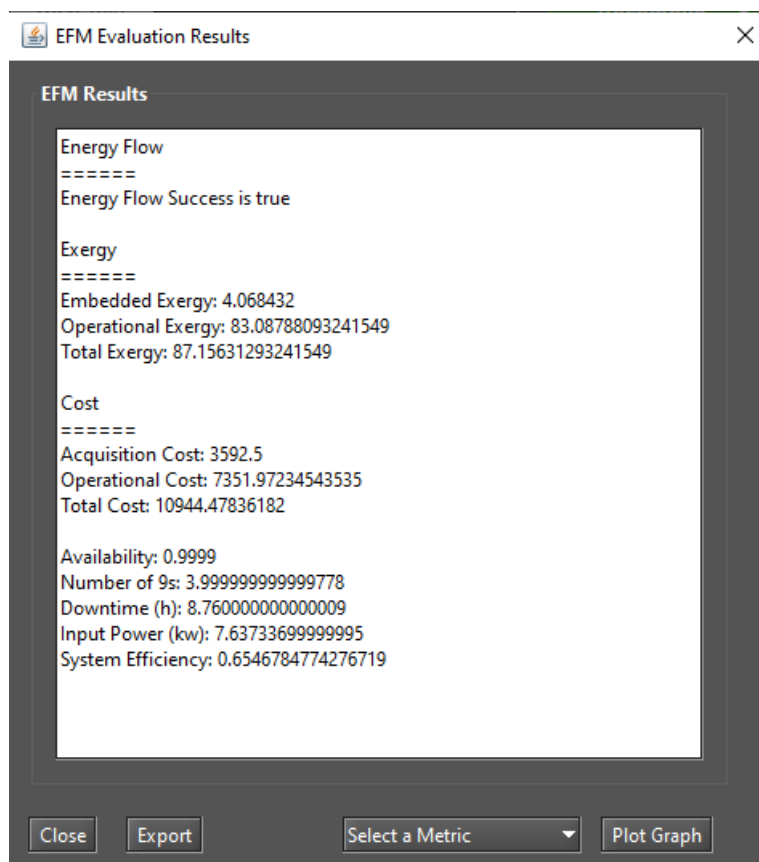 EFM Evaluation Results
EFM Results
Energy Flow
======
Energy Flow Success is true
Exergy
======
Embedded Exergy: 4.068432
Operational Exergy: 83.08788093241549
Total Exergy: 87.15631293241549
Cost
======
Acquisition Cost: 3592.5
Operational Cost: 7351.97234543535
Total Cost: 10944.47836182
Availability: 0.9999
Number of 9s: 3.999999999999778
Downtime (h): 8.760000000000009
Input Power (kw): 7.63733699999995
System Efficiency: 0.6546784774276719
Close
Export
Select a Metric
Plot Graph